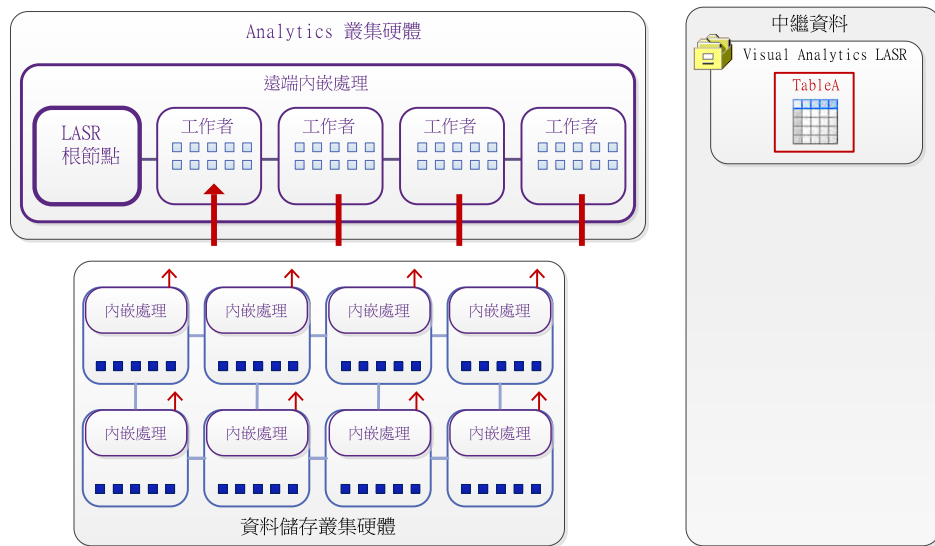 Analytics 叢集硬體
遠端內嵌處理
LASR
根節點
工作者
工作者
工作者
工作者
內嵌處理
內嵌處理
內嵌處理
內嵌處理
內嵌處理
內嵌處理
內嵌處理
內嵌處理
資料儲存叢集硬體
中繼資料
Visual Analytics LASR
TableA